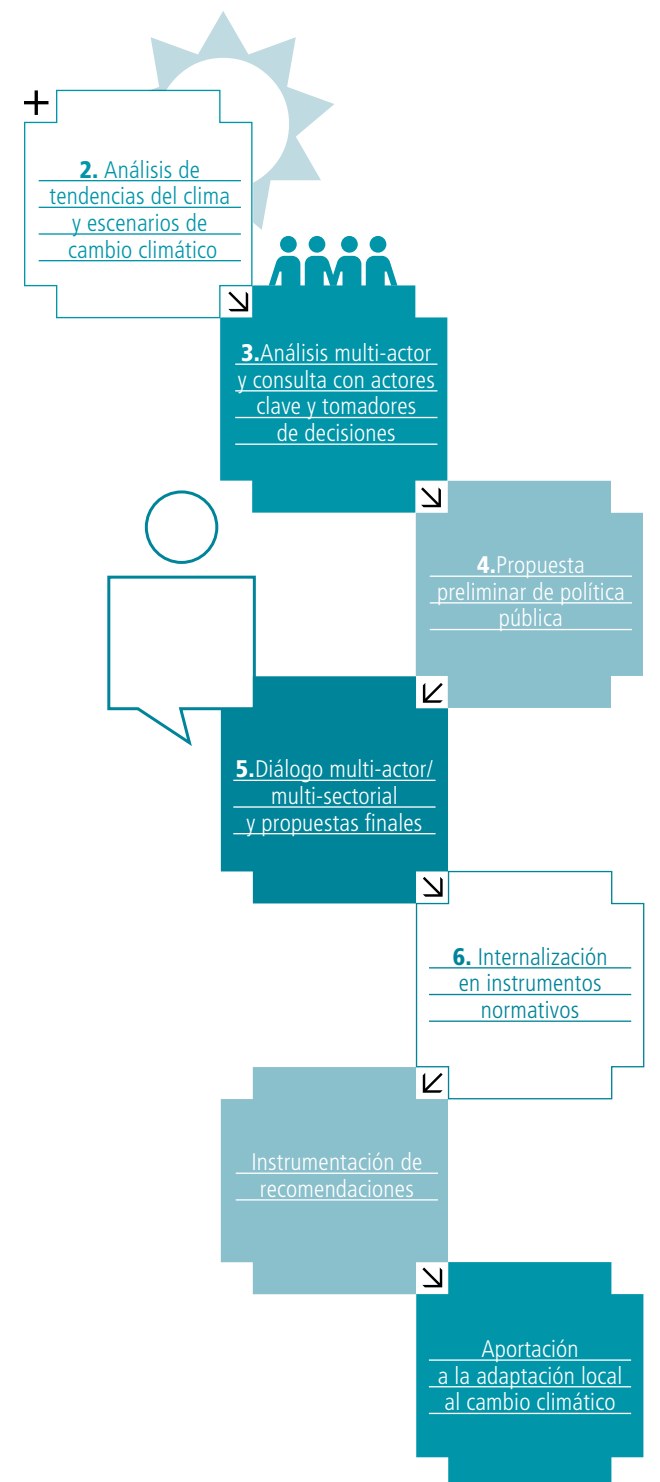 +
2. Análisis de
tendencias del clima
y escenarios de
cambio climático
3.Análisis multi-actor
y consulta con actores
clave y tomadores
de decisiones
4.Propuesta
preliminar de política
pública
5.Diálogo multi-actor/
multi-sectorial
y propuestas finales
6. Internalización
en instrumentos
normativos
Instrumentación de
recomendaciones
Aportación
a la adaptación local
al cambio climático